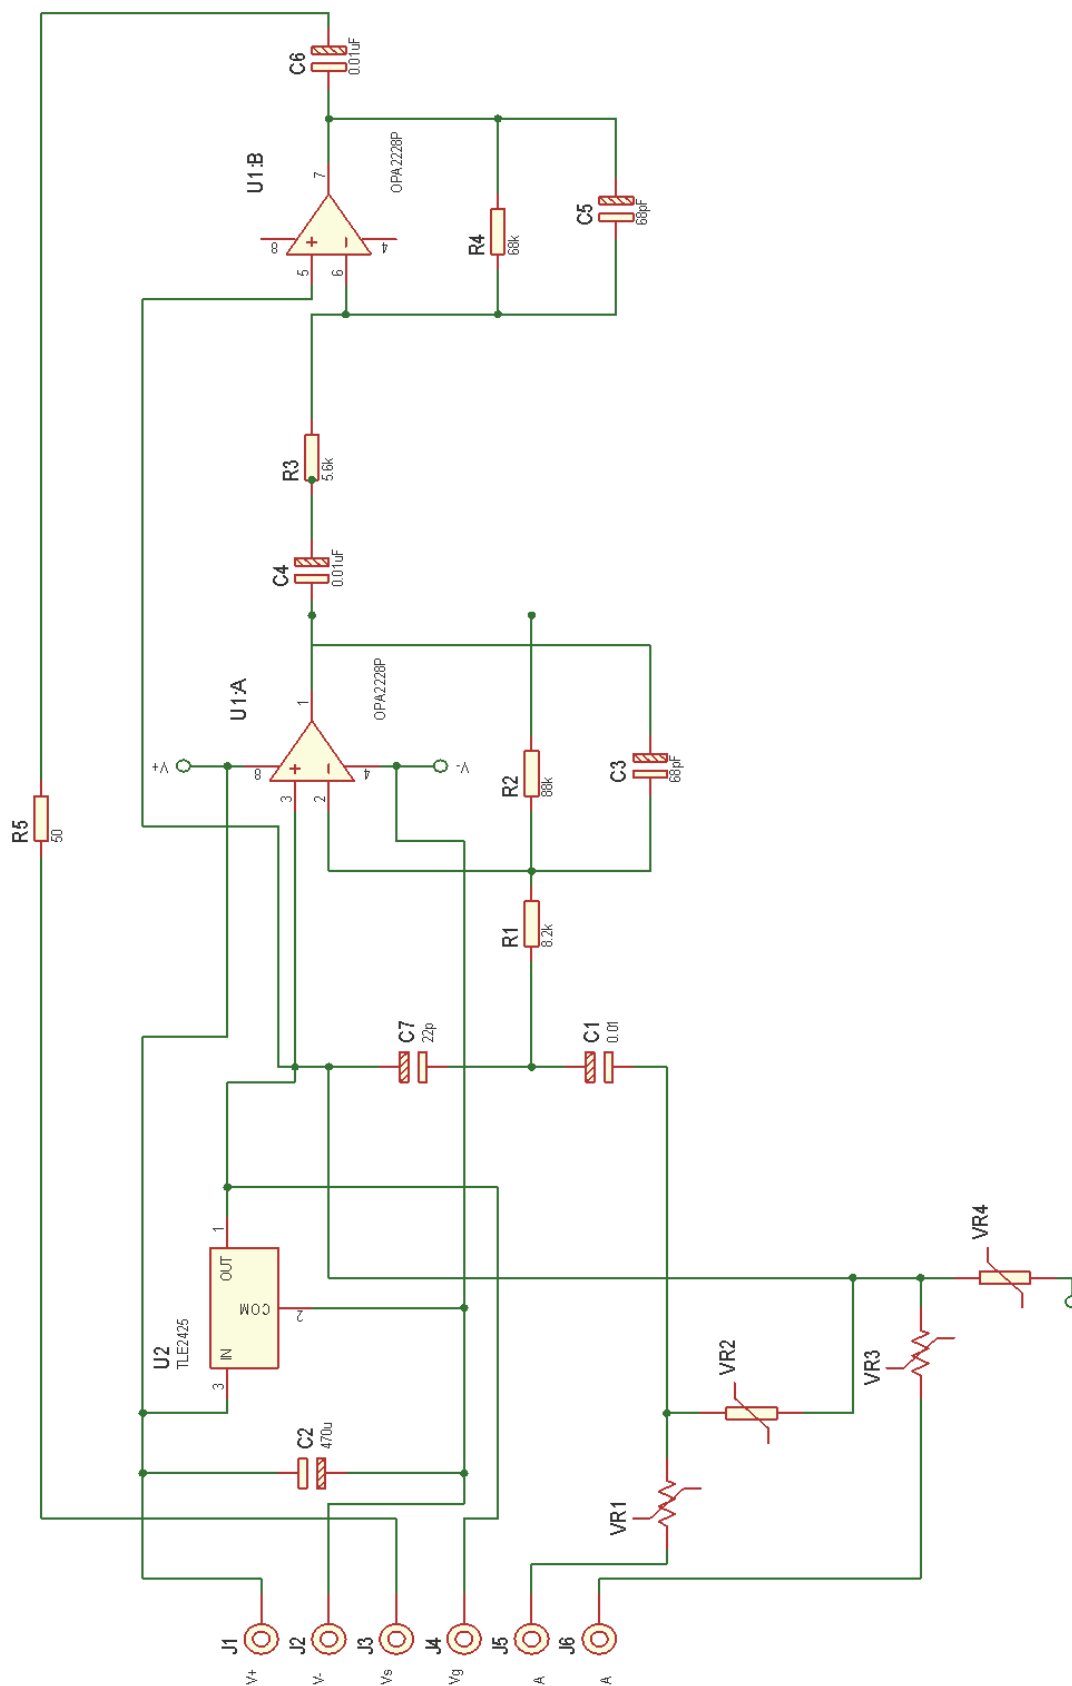 C6
0.01uF
U1:B
OPA2228P
7
8
4
5
6
+
−
R4
68k
C5
68pF
R3
5.6k
C4
0.01uF
U1:A
OPA2228P
1
V+
V-
8
4
3
2
+
−
R2
88k
C3
68pF
R5
50
R1
8.2k
C7
22p
C1
0.01
U2
TLE2425
IN
OUT
COM
1
2
3
C2
470u
VR4
VR3
VR2
VR1
J1
V+
J2
V-
J3
Vs
J4
Vg
J5
A
J6
A